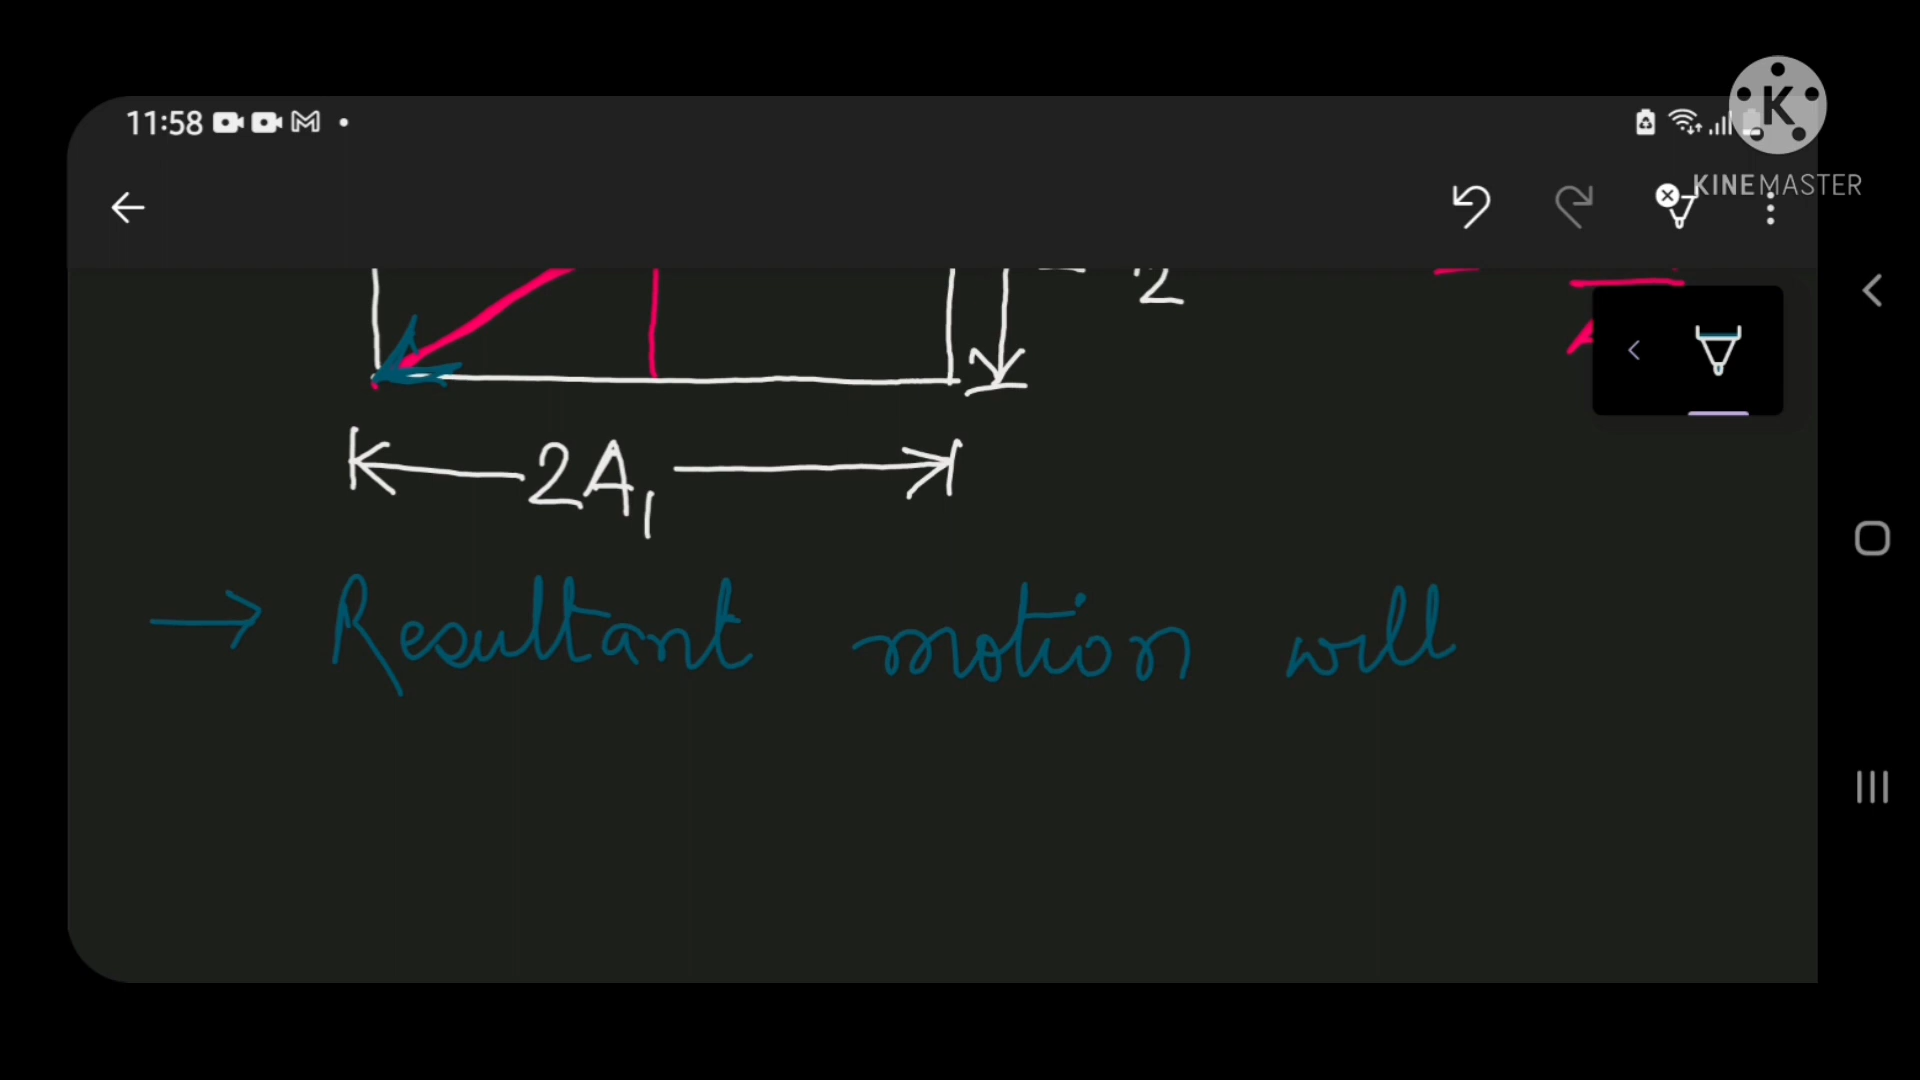 11:58
KINEMASTER
2
2A₁
→ Resultant motion will